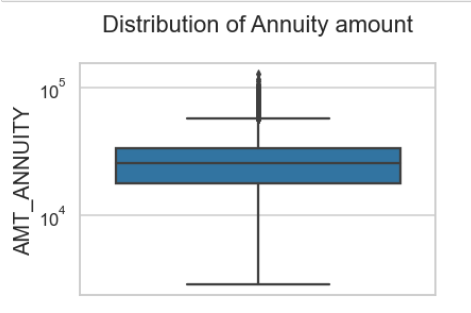 Distribution of Annuity amount
10⁵
10⁴
AMT_ANNUITY